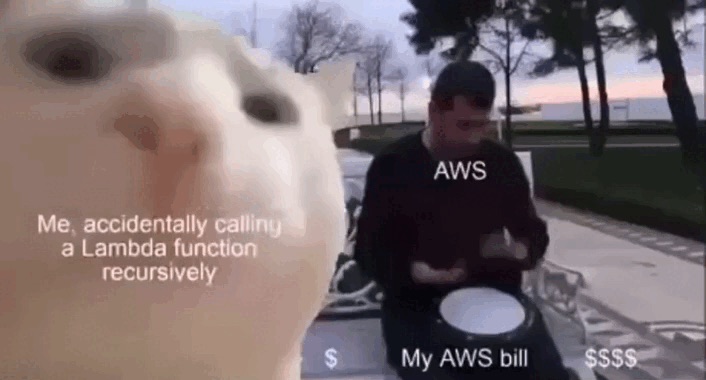 Me, accidentally calling
a Lambda function
recursively
AWS
$ My AWS bill $$$$